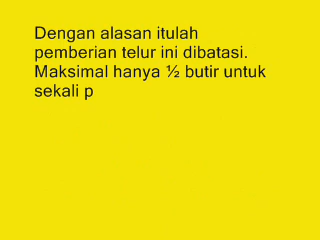 Dengan alasan itulah
pemberian telur ini dibatasi.
Maksimal hanya ½ butir untuk
sekali p